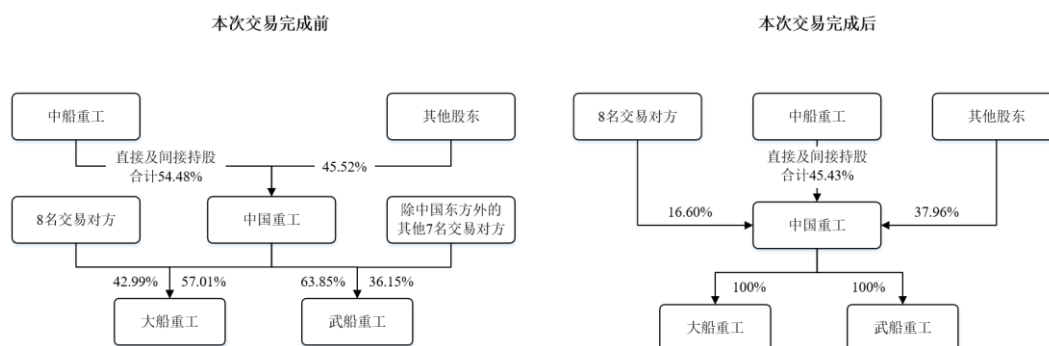 本次交易完成前
中船重工
其他股东
直接及间接持股
合计54.48%
45.52%
8名交易对方
中国重工
除中国东方外的
其他7名交易对方
42.99%
57.01%
63.85%
36.15%
大船重工
武船重工
本次交易完成后
8名交易对方
中船重工
其他股东
直接及间接持股
合计45.43%
16.60%
37.96%
中国重工
100%
100%
大船重工
武船重工